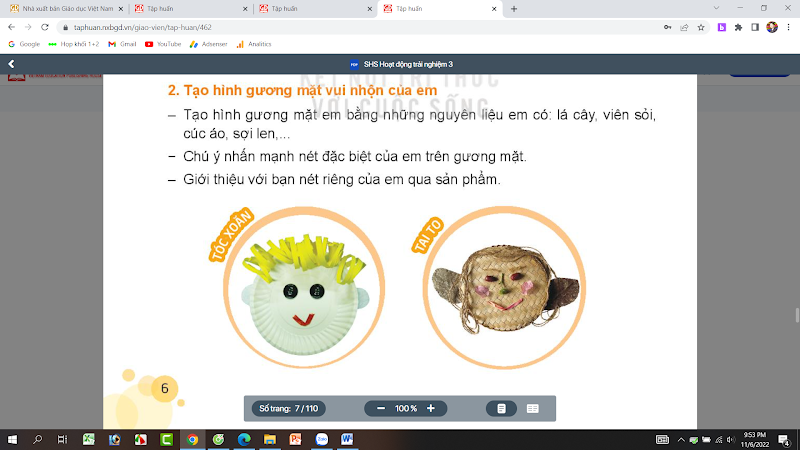 Nhà xuất bản Giáo dục Việt Nam
Tập huấn
Tập huấn
Tập huấn
taphuan.nxbgd.vn/giao-vien/tap-huan/462
Google
Họp khối 1+2
Gmail
YouTube
Adsenser
Analitics
PDF SHS Hoạt động trải nghiệm 3
KẾT NỐI TRI THỨC
VỚI CUỘC SỐNG
2. Tạo hình gương mặt vui nhộn của em
– Tạo hình gương mặt em bằng những nguyên liệu em có: lá cây, viên sỏi,
cúc áo, sợi len,...
– Chú ý nhấn mạnh nét đặc biệt của em trên gương mặt.
– Giới thiệu với bạn nét riêng của em qua sản phẩm.
TÓC XOĂN
TAI TO
6
Số trang: 7 / 110
100 %
9:53 PM
11/6/2022